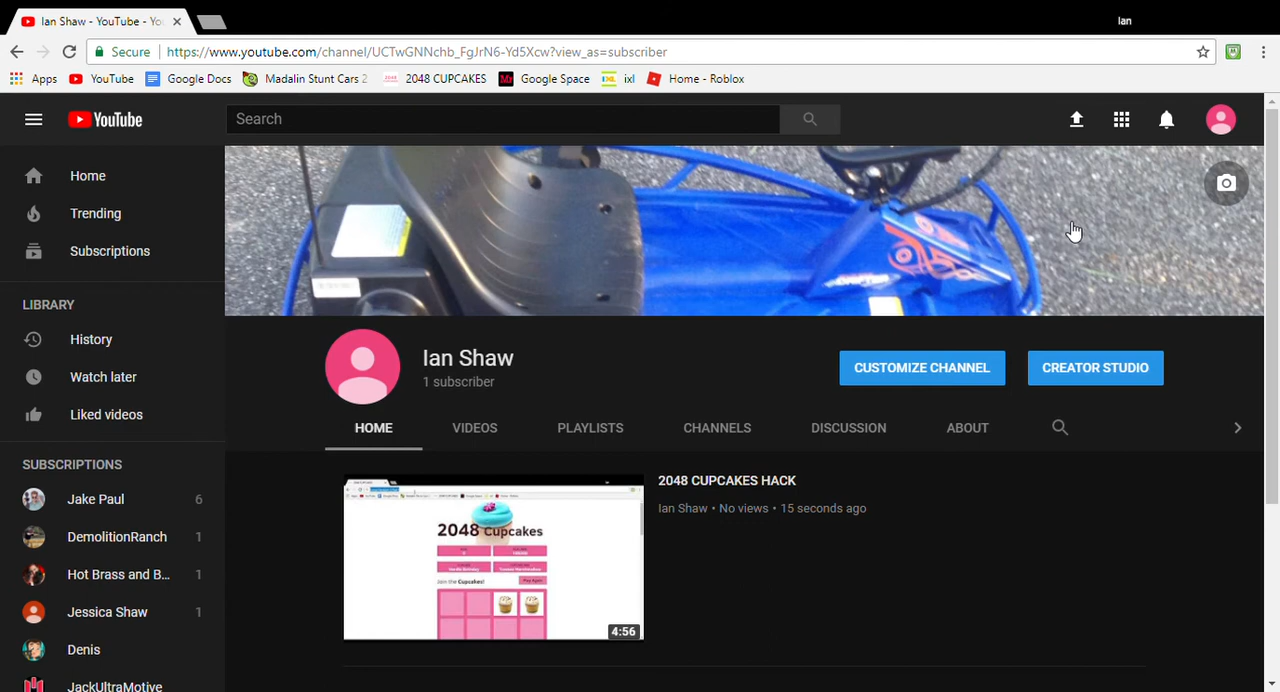 Ian Shaw - YouTube - Yo
Ian
Secure https://www.youtube.com/channel/UCTwGNNchb_FgJrN6-Yd5Xcw?view_as=subscriber
Apps YouTube Google Docs Madalin Stunt Cars 2 2048 CUPCAKES Google Space ixl Home - Roblox
YouTube
Search
Home
Trending
Subscriptions
LIBRARY
History
Watch later
Liked videos
SUBSCRIPTIONS
Jake Paul 6
DemolitionRanch 1
Hot Brass and B... 1
Jessica Shaw 1
Denis
JackUltraMotive
Ian Shaw
1 subscriber
CUSTOMIZE CHANNEL
CREATOR STUDIO
HOME VIDEOS PLAYLISTS CHANNELS DISCUSSION ABOUT
2048 Cupcakes
Join the Cupcakes!
4:56
2048 CUPCAKES HACK
Ian Shaw • No views • 15 seconds ago